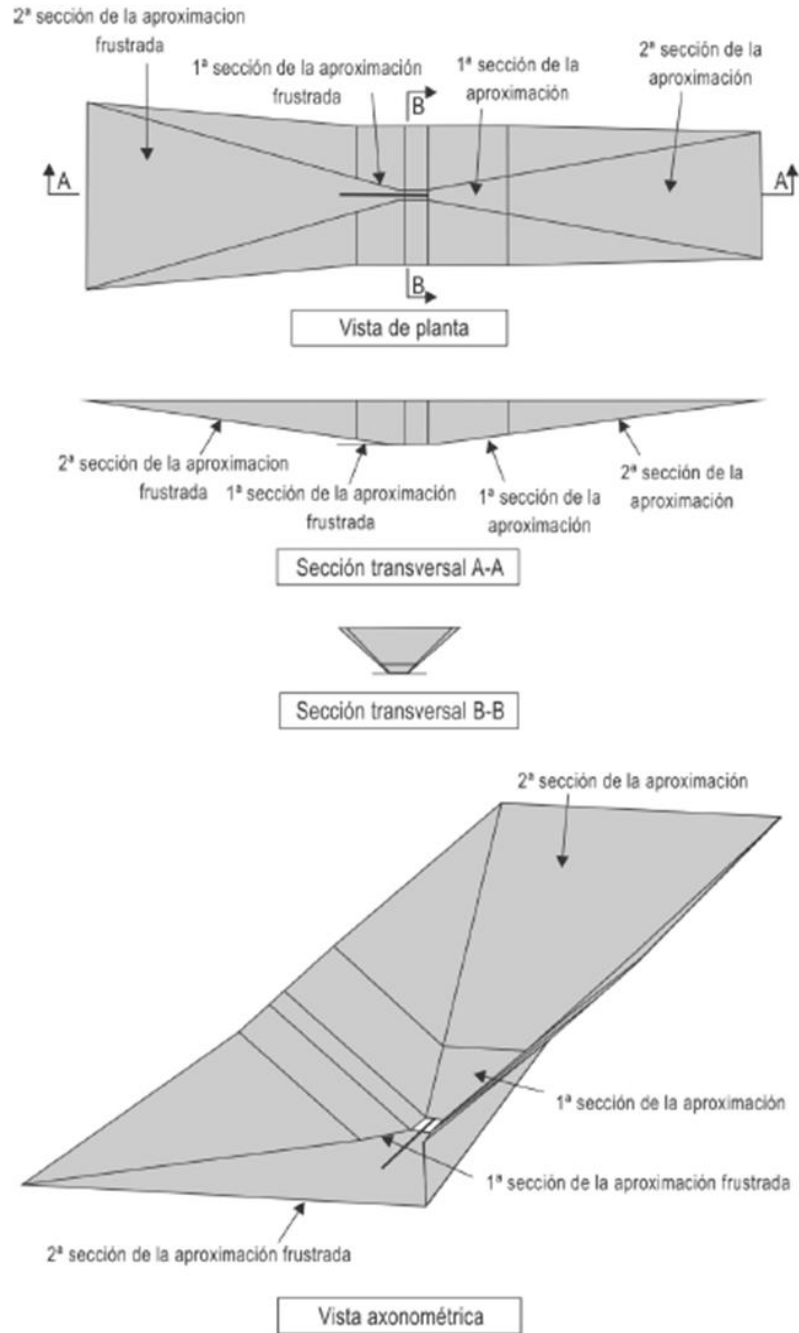 2ª sección de la aproximacion
frustrada
1ª sección de la aproximación
frustrada
1ª sección de la
aproximación
2ª sección de la
aproximación
B
A
A
B
Vista de planta
2ª sección de la aproximacion
frustrada
1ª sección de la aproximación
frustrada
1ª sección de la
aproximación
2ª sección de la
aproximación
Sección transversal A-A
Sección transversal B-B
2ª sección de la aproximación
1ª sección de la aproximación
1ª sección de la aproximación frustrada
2ª sección de la aproximación frustrada
Vista axonométrica